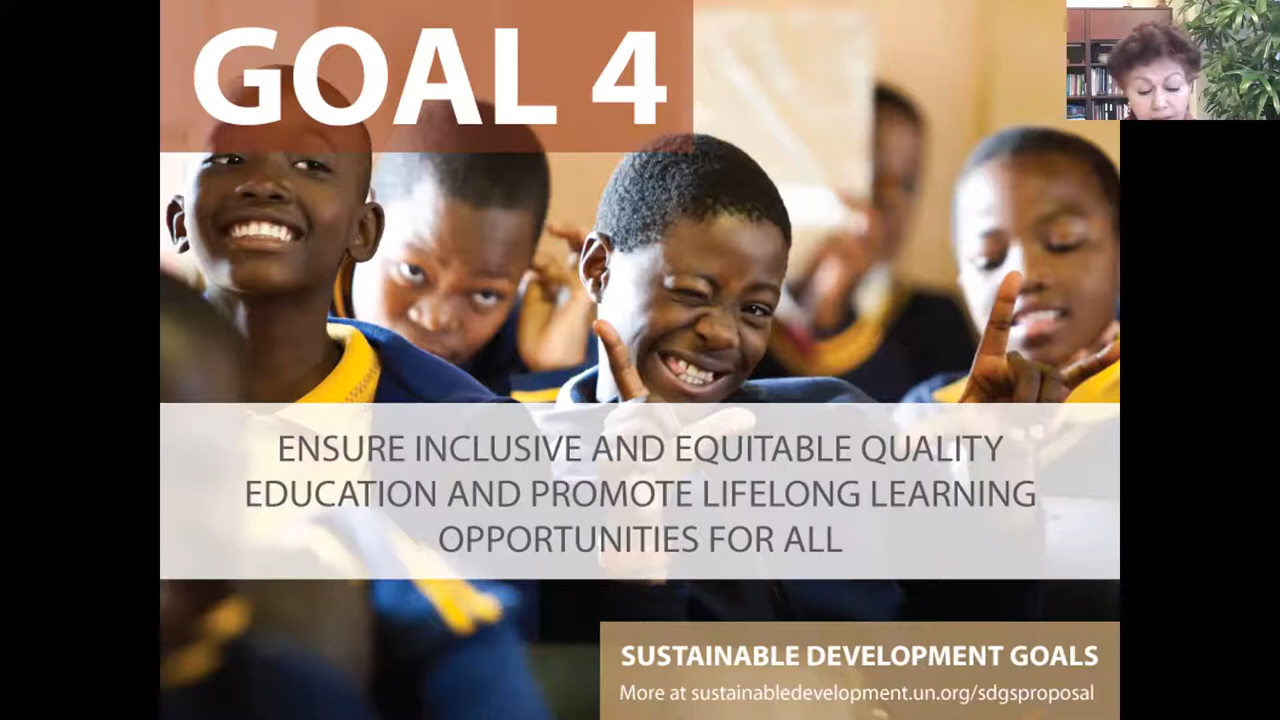 GOAL 4
ENSURE INCLUSIVE AND EQUITABLE QUALITY
EDUCATION AND PROMOTE LIFELONG LEARNING
OPPORTUNITIES FOR ALL
SUSTAINABLE DEVELOPMENT GOALS
More at sustainabledevelopment.un.org/sdgsproposal